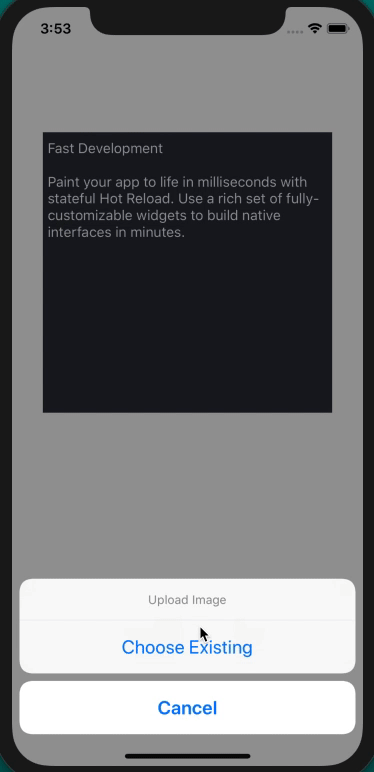 3:53
Fast Development
Paint your app to life in milliseconds with
stateful Hot Reload. Use a rich set of fully-
customizable widgets to build native
interfaces in minutes.
Upload Image
Choose Existing
Cancel